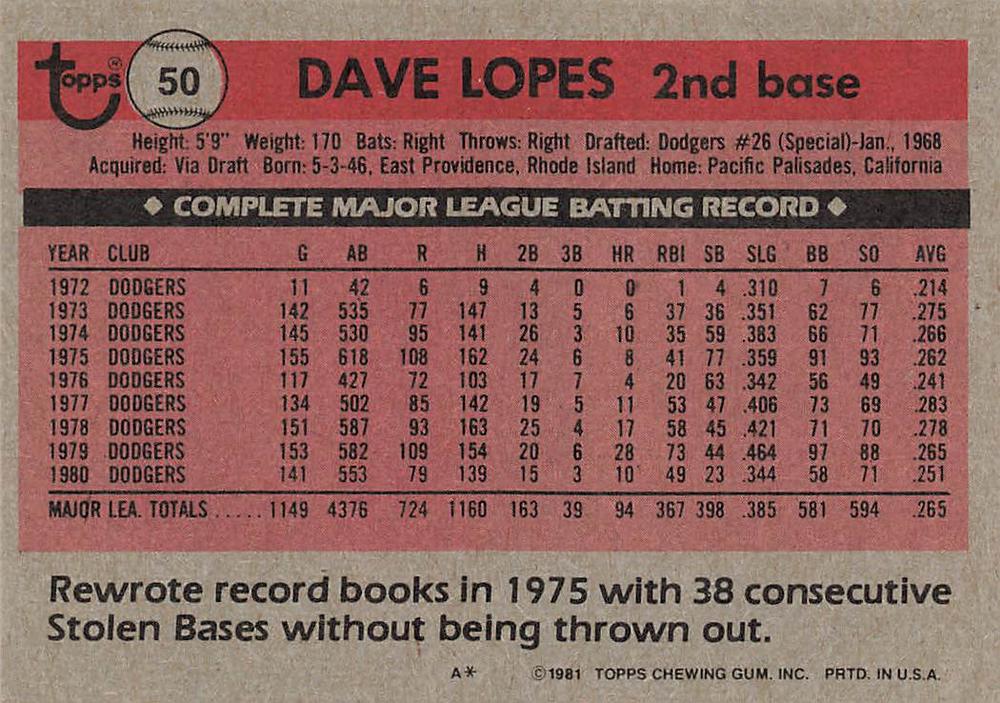 Topps® 50 DAVE LOPES 2nd base
Height: 5'9" Weight: 170 Bats: Right Throws: Right Drafted: Dodgers #26 (Special)-Jan., 1968
Acquired: Via Draft Born: 5-3-46, East Providence, Rhode Island Home: Pacific Palisades, California
◆ COMPLETE MAJOR LEAGUE BATTING RECORD ◆
YEAR CLUB G AB R H 2B 3B HR RBI SB SLG BB SO AVG
1972 DODGERS 11 42 6 9 4 0 0 1 4 .310 7 6 .214
1973 DODGERS 142 535 77 147 13 5 6 37 36 .351 62 77 .275
1974 DODGERS 145 530 95 141 26 3 10 35 59 .383 66 71 .266
1975 DODGERS 155 618 108 162 24 6 8 41 77 .359 91 93 .262
1976 DODGERS 117 427 72 103 17 7 4 20 63 .342 56 49 .241
1977 DODGERS 134 502 85 142 19 5 11 53 47 .406 73 69 .283
1978 DODGERS 151 587 93 163 25 4 17 58 45 .421 71 70 .278
1979 DODGERS 153 582 109 154 20 6 28 73 44 .464 97 88 .265
1980 DODGERS 141 553 79 139 15 3 10 49 23 .344 58 71 .251
MAJOR LEA. TOTALS ..... 1149 4376 724 1160 163 39 94 367 398 .385 581 594 .265
Rewrote record books in 1975 with 38 consecutive
Stolen Bases without being thrown out.
A* ©1981 TOPPS CHEWING GUM. INC. PRTD. IN U.S.A.